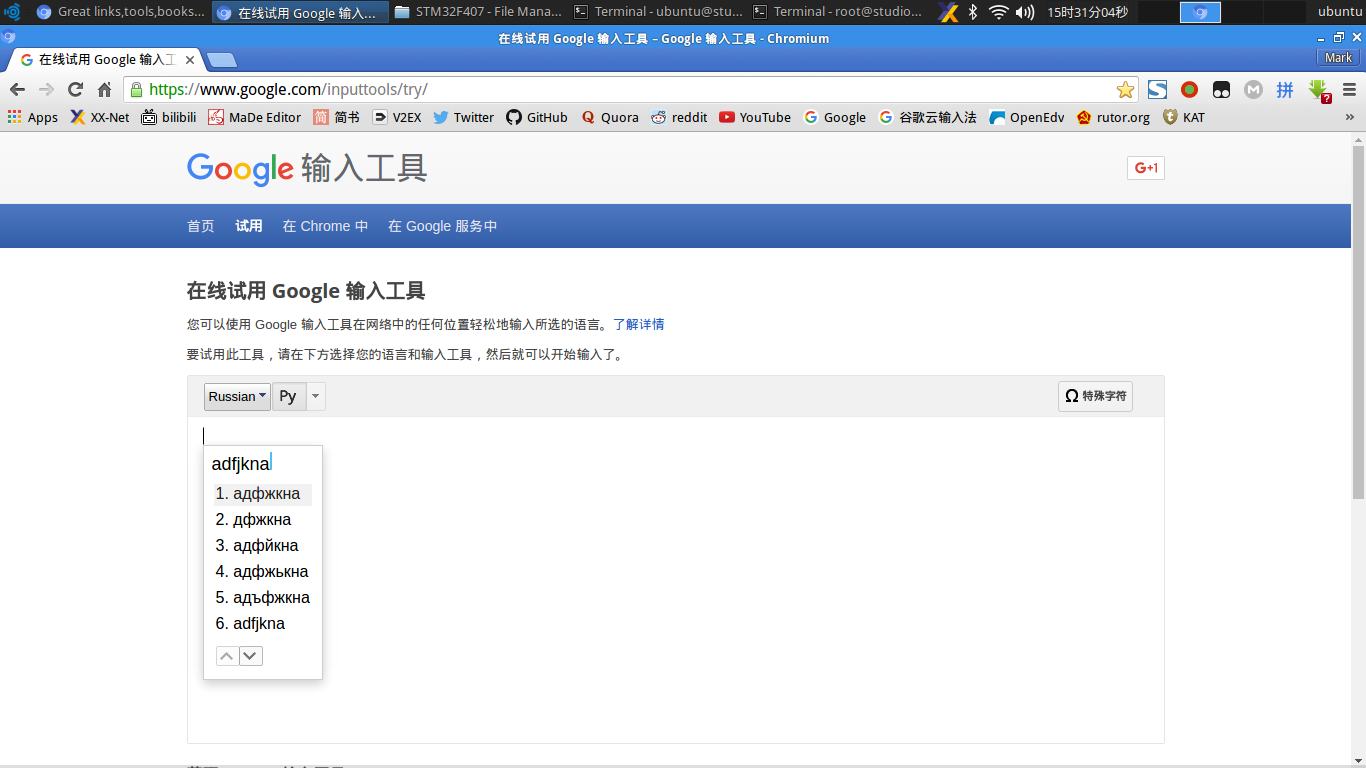 Great links,tools,books... 在线试用 Google 输入工... STM32F407 - File Mana... Terminal - ubuntu@stu... Terminal - root@studio... 15时31分04秒 ubuntu
在线试用 Google 输入工具 – Google 输入工具 - Chromium
在线试用 Google 输入工 Mark
https://www.google.com/inputtools/try/
Apps XX-Net bilibili MaDe Editor 简书 V2EX Twitter GitHub Quora reddit YouTube Google 谷歌云输入法 OpenEdv rutor.org KAT »
Google 输入工具
G+1
首页 试用 在 Chrome 中 在 Google 服务中
在线试用 Google 输入工具
您可以使用 Google 输入工具在网络中的任何位置轻松地输入所选的语言。了解详情
要试用此工具，请在下方选择您的语言和输入工具，然后就可以开始输入了。
Russian Ру Ω 特殊字符
adfjkna
1. адфжкна
2. дфжкна
3. адфйкна
4. адфжькна
5. адъфжкна
6. adfjkna